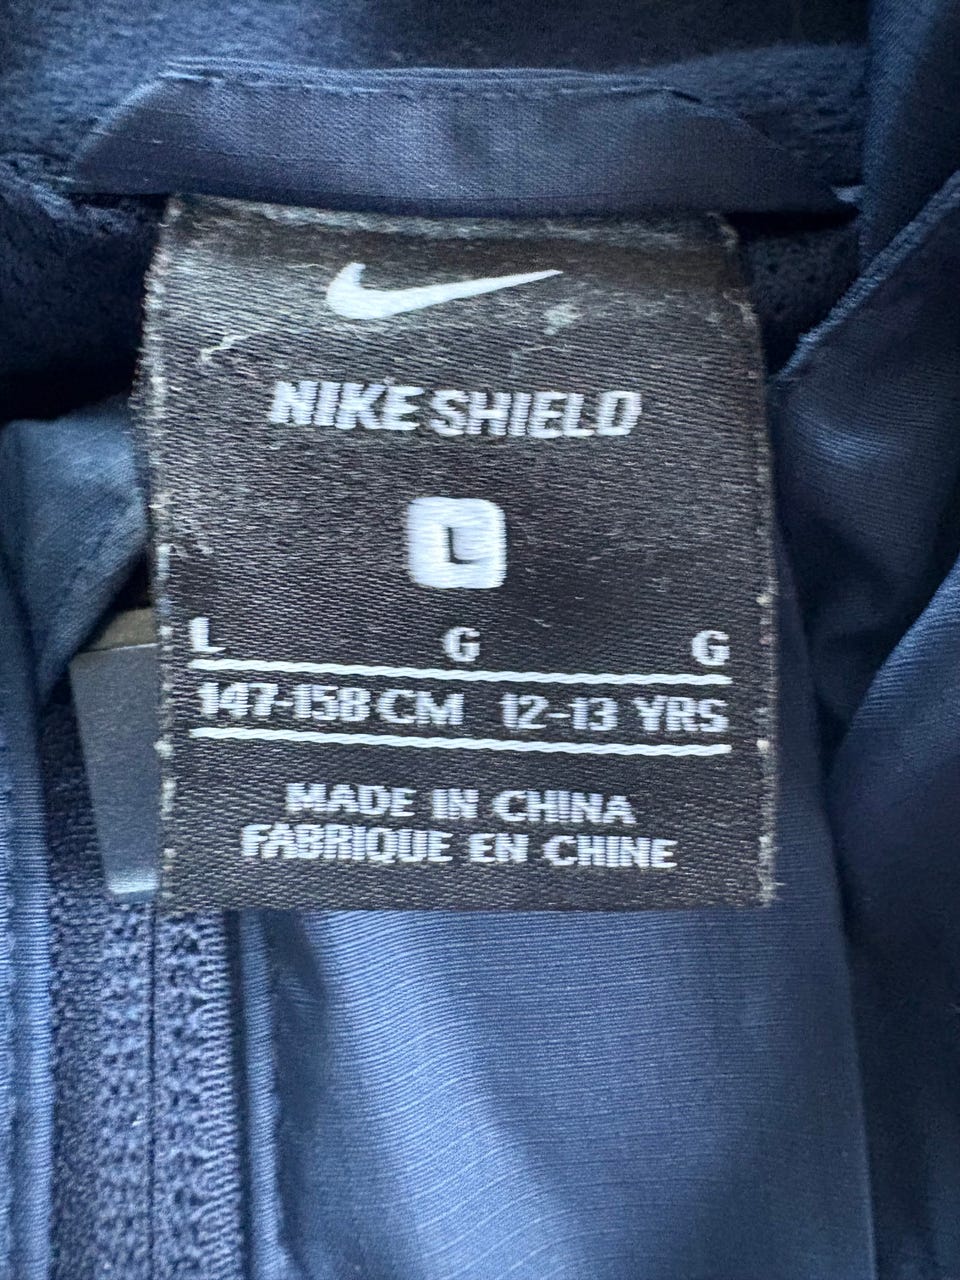 NIKE SHIELD
L
L G G
147-158 CM 12-13 YRS
MADE IN CHINA
FABRIQUE EN CHINE